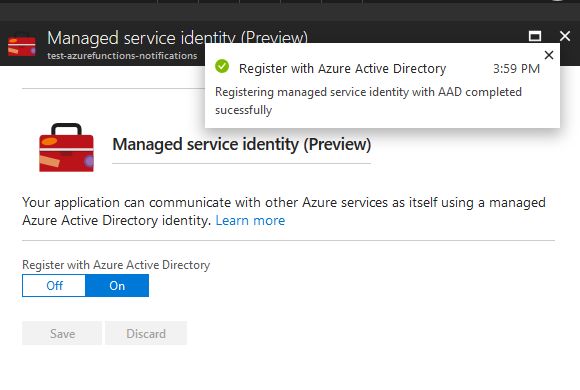 Managed service identity (Preview)
test-azurefunctions-notifications
Register with Azure Active Directory 3:59 PM
Registering managed service identity with AAD completed
sucessfully
Managed service identity (Preview)
Your application can communicate with other Azure services as itself using a managed
Azure Active Directory identity. Learn more
Register with Azure Active Directory
Off On
Save Discard